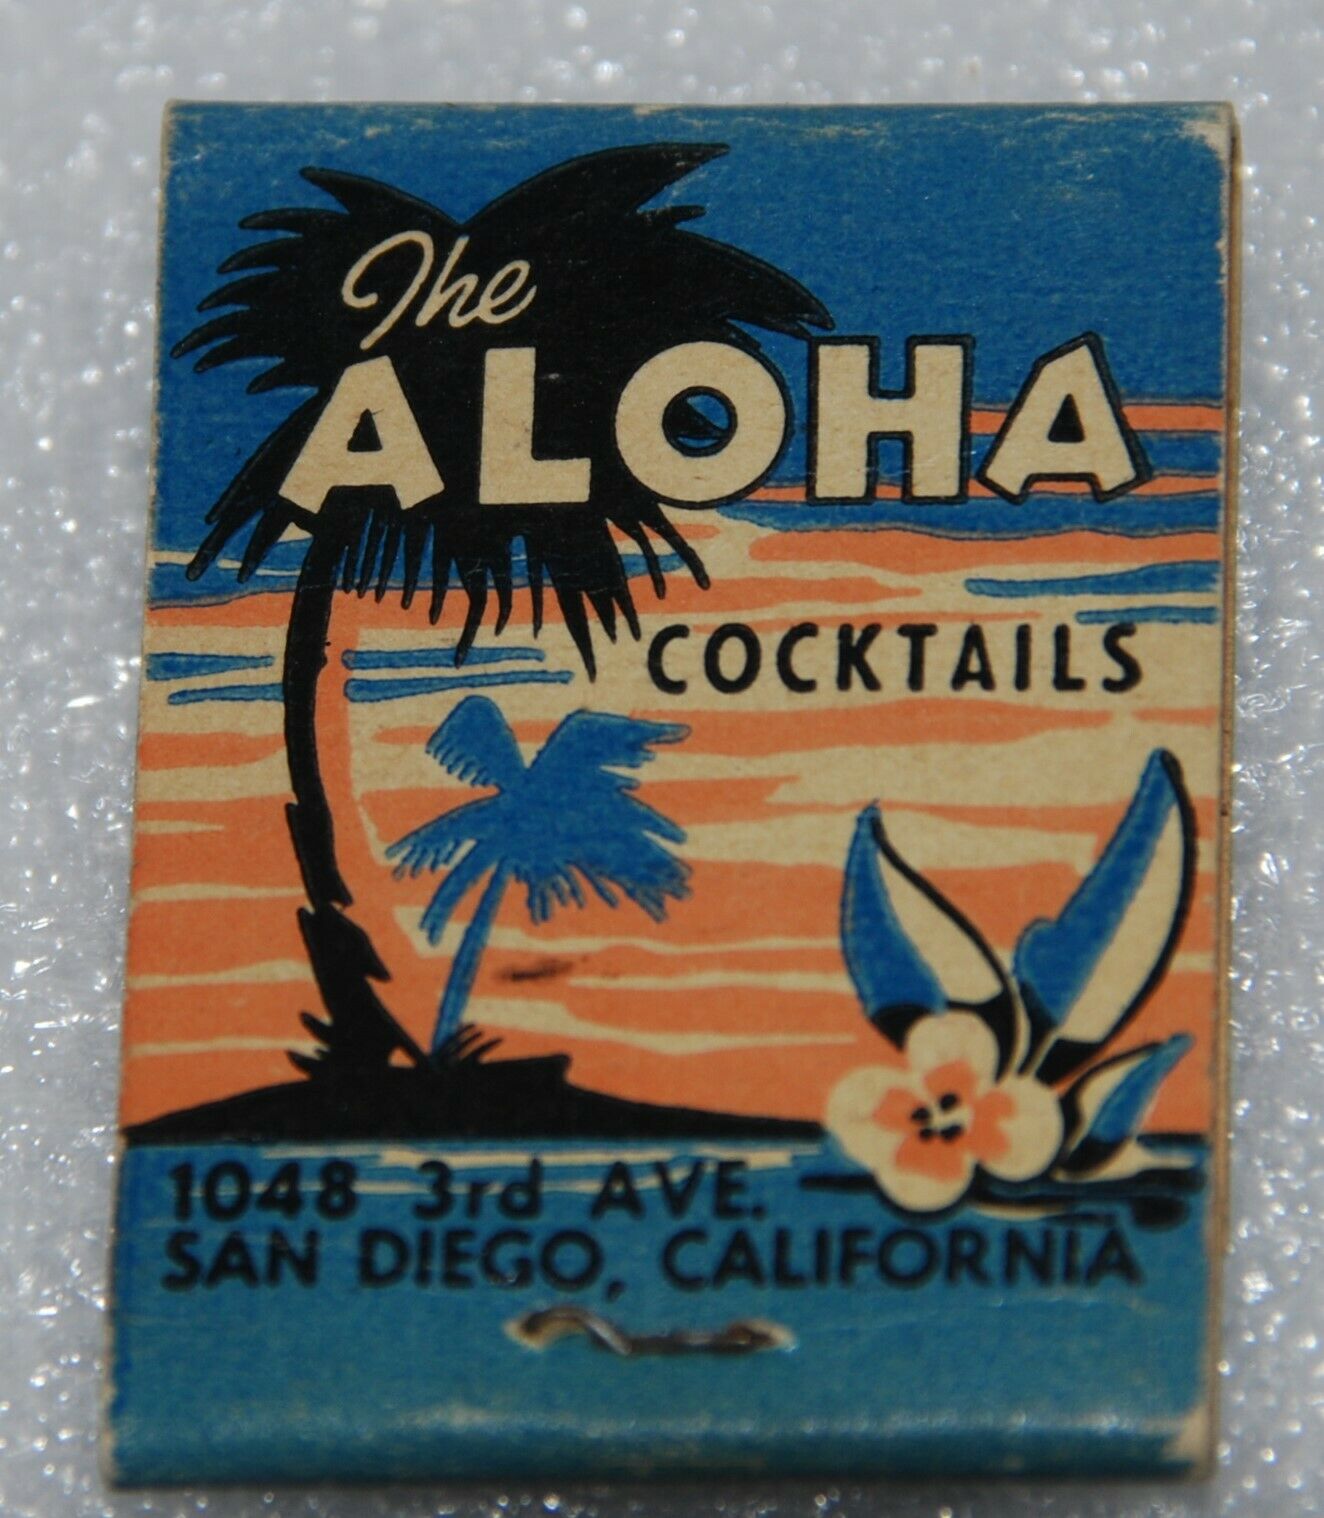 The
ALOHA
COCKTAILS
1048 3rd AVE.
SAN DIEGO, CALIFORNIA